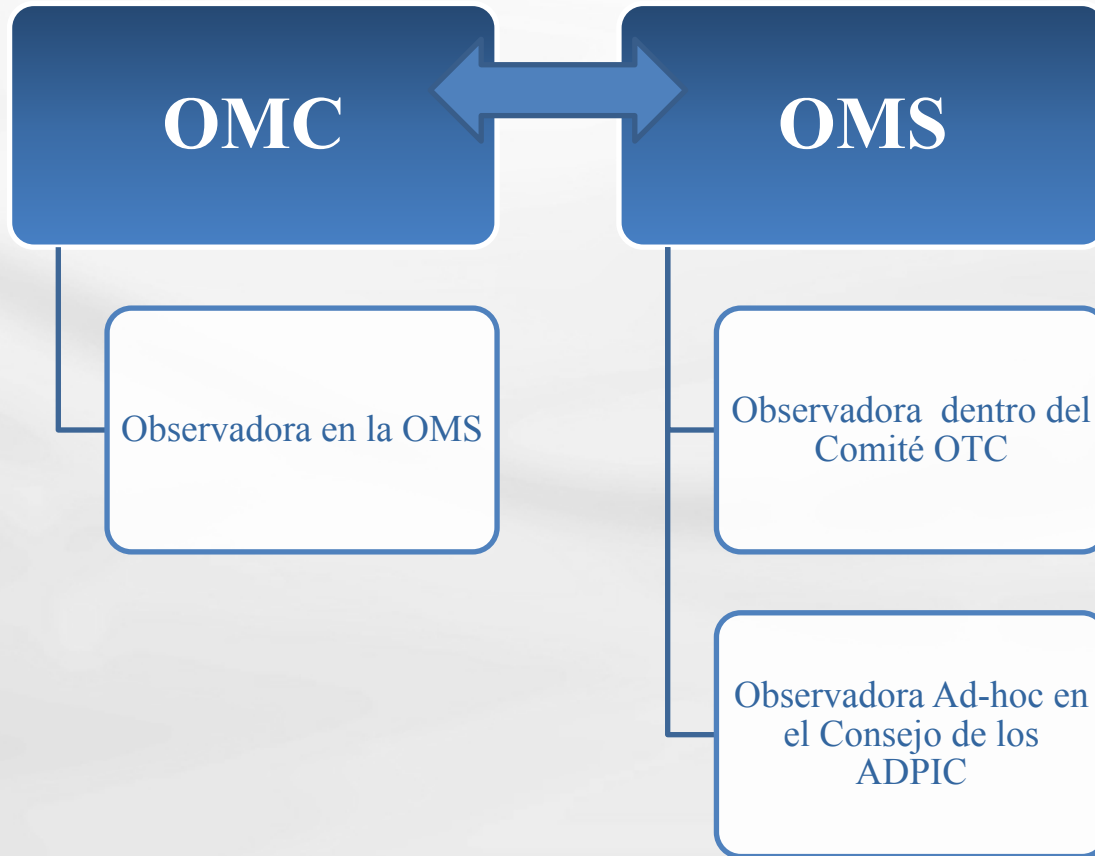 OMC
OMS
Observadora en la OMS
Observadora dentro del
Comité OTC
Observadora Ad-hoc en
el Consejo de los
ADPIC